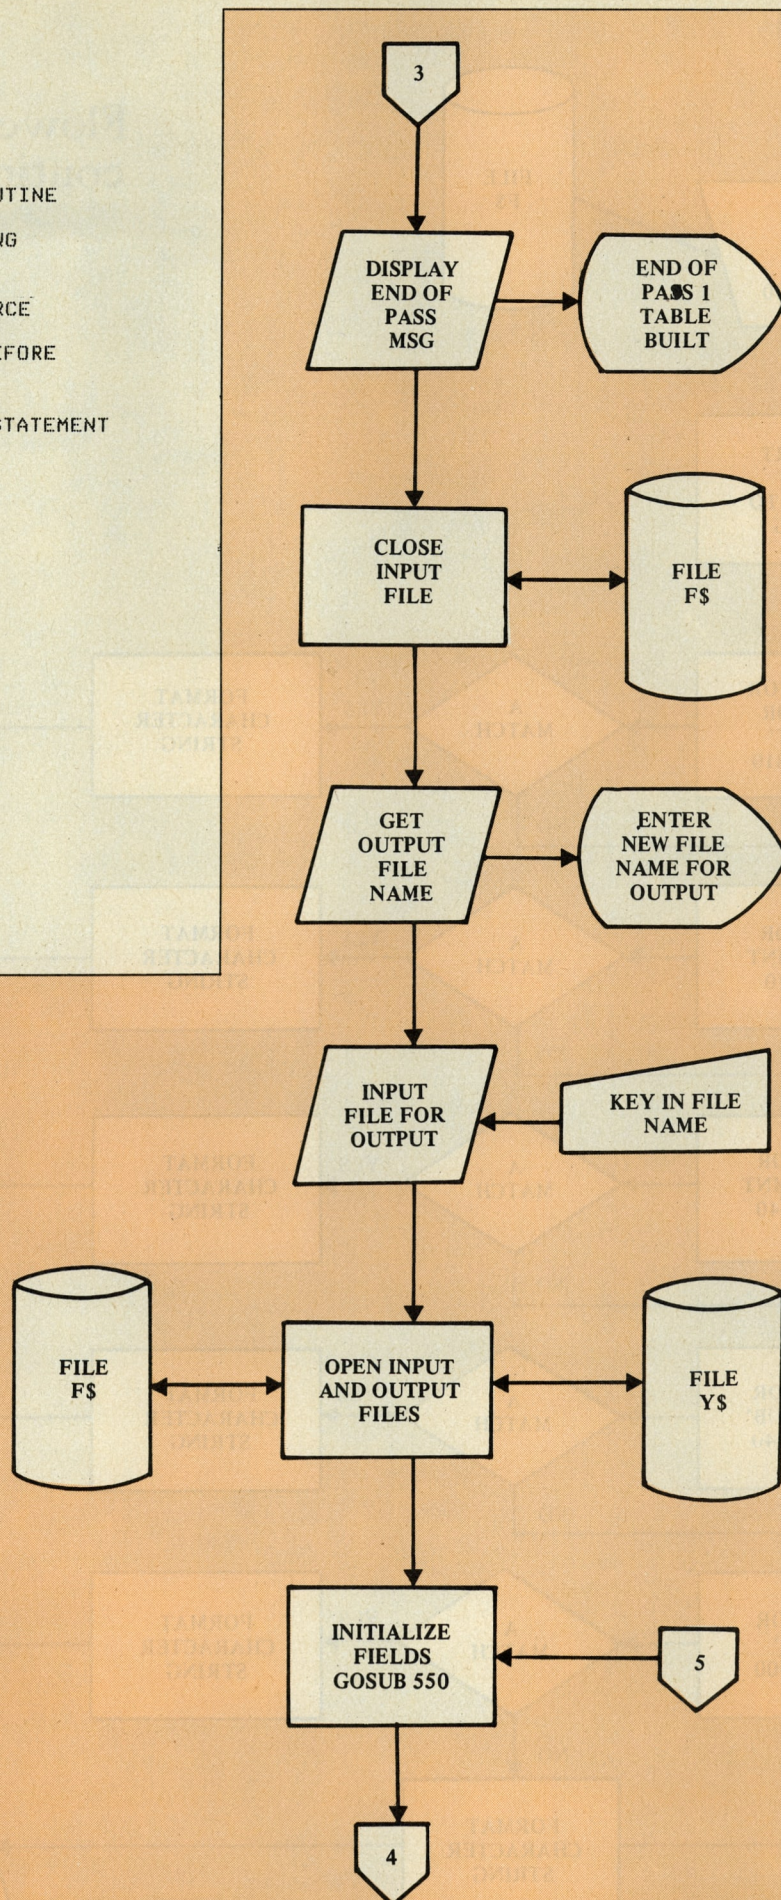 UTINE
NG
RCE
EFORE
STATEMENT
3
DISPLAY
END OF
PASS
MSG
END OF
PASS 1
TABLE
BUILT
CLOSE
INPUT
FILE
FILE
F$
GET
OUTPUT
FILE
NAME
ENTER
NEW FILE
NAME FOR
OUTPUT
INPUT
FILE FOR
OUTPUT
KEY IN FILE
NAME
FILE
F$
OPEN INPUT
AND OUTPUT
FILES
FILE
Y$
INITIALIZE
FIELDS
GOSUB 550
5
4